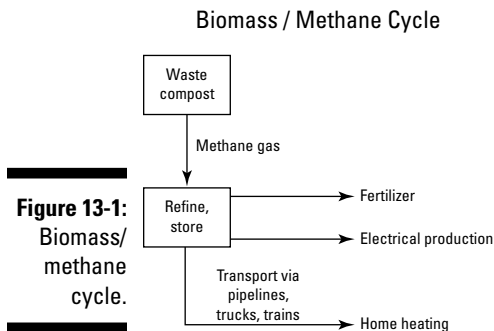 Biomass / Methane Cycle
Waste
compost
Methane gas
Figure 13-1:
Biomass/
methane
cycle.
Refine,
store
Fertilizer
Electrical production
Transport via
pipelines,
trucks, trains
Home heating